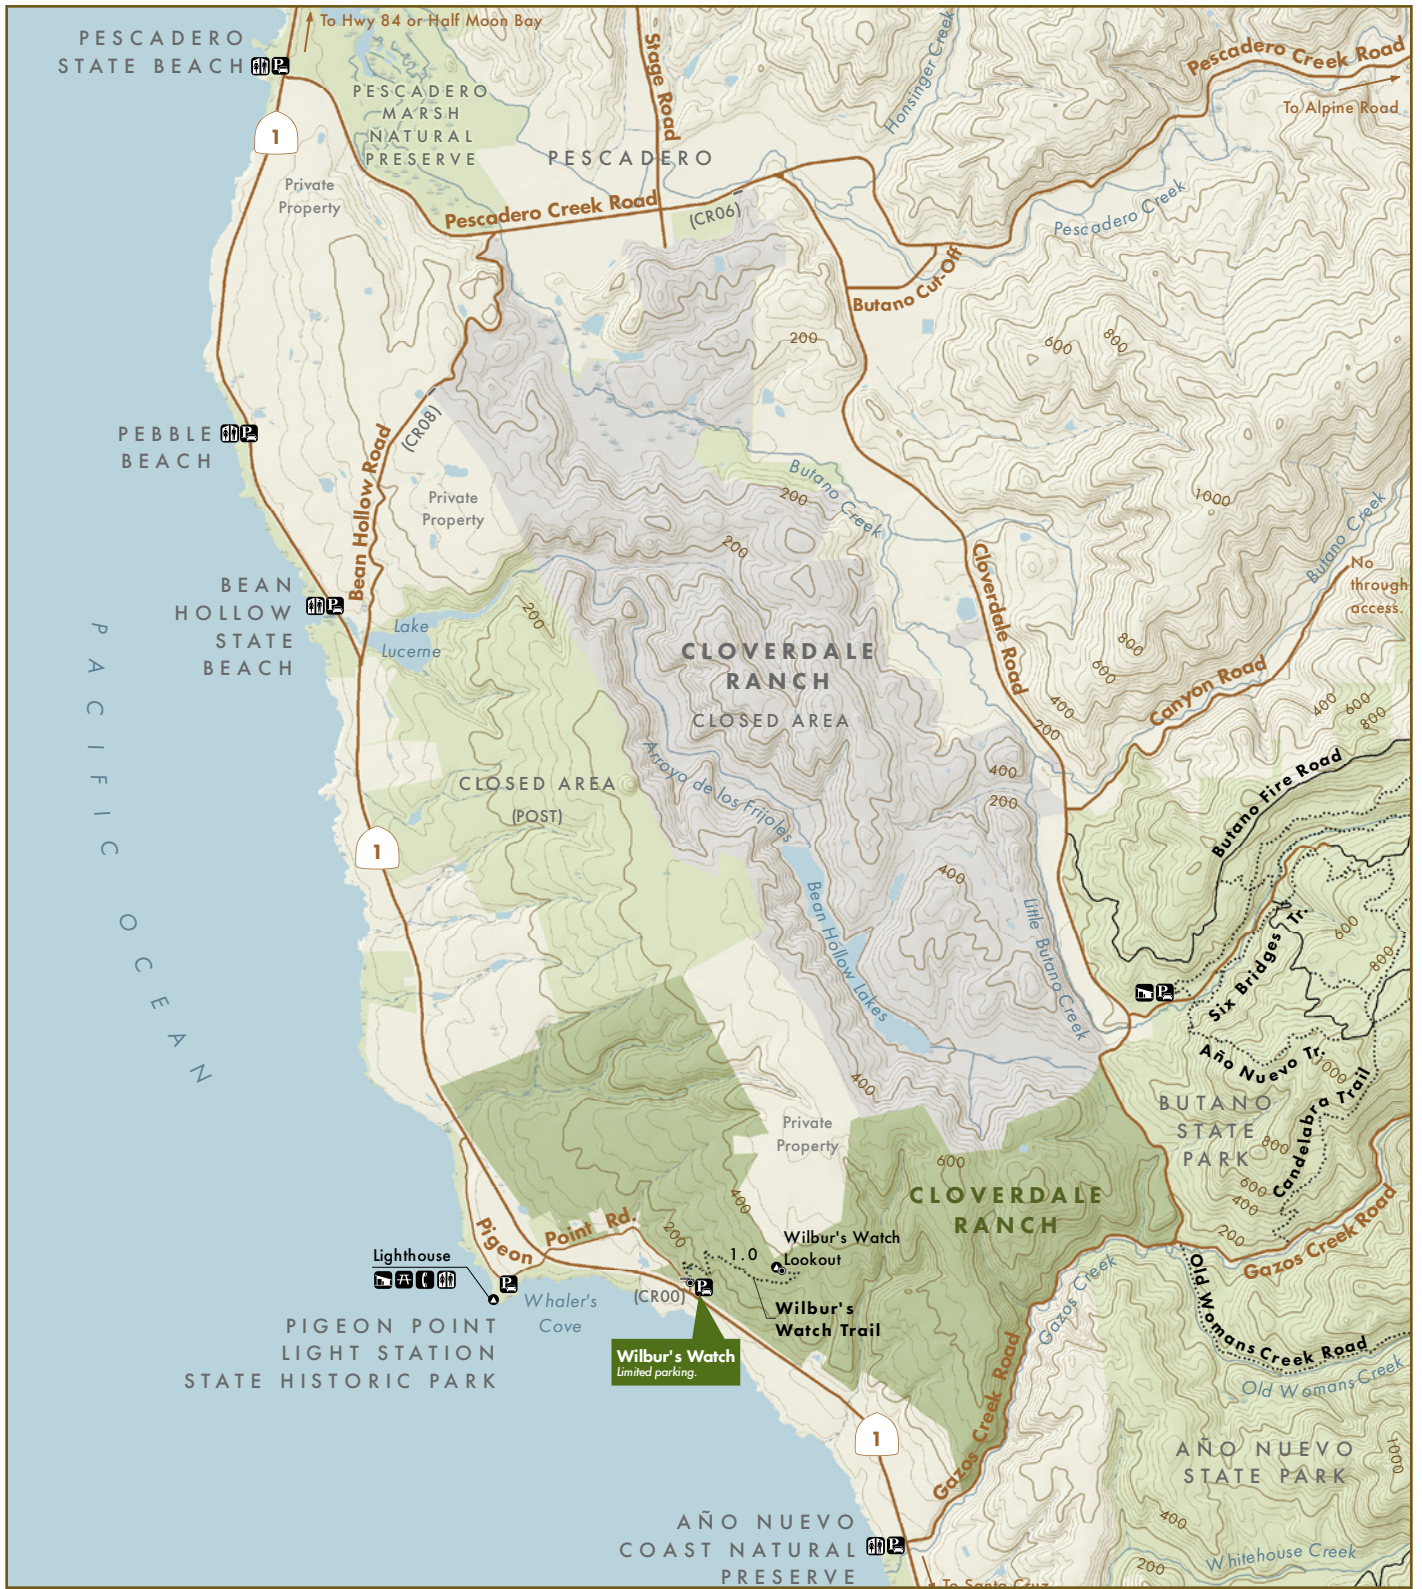 To Hwy 84 or Half Moon Bay
PESCADERO
STATE BEACH
P
1
PESCADERO
MARSH
NATURAL
PRESERVE
Stage Road
Honsinger Creek
Pescadero Creek Road
To Alpine Road
PESCADERO
Private
Property
Pescadero Creek Road
(CR06)
Pescadero Creek
Butano Cut-Off
200
600
800
PEBBLE
BEACH
P
(CR08)
Bean Hollow Road
Private
Property
Butano Creek
200
200
1000
Butano Creek
No
through
access.
Cloverdale Road
BEAN
HOLLOW
STATE
BEACH
P
Lake
Lucerne
200
CLOVERDALE
RANCH
CLOSED AREA
800
600
400
200
Canyon Road
400
600
800
PACIFIC OCEAN
CLOSED AREA
(POST)
Arroyo de los Frijoles
400
200
Butano Fire Road
1
400
Bean Hollow Lakes
Little Butano Creek
Six Bridges Tr.
600
800
P
Año Nuevo Tr.
1000
Candelabra Trail
400
Private
Property
BUTANO
STATE
PARK
800
600
400
200
600
CLOVERDALE
RANCH
400
200
Pigeon Point Rd.
1.0
Wilbur's Watch
Lookout
Lighthouse
P
Whaler's
Cove
(CR00)
P
Wilbur's
Watch Trail
Wilbur's Watch
Limited parking.
PIGEON POINT
LIGHT STATION
STATE HISTORIC PARK
Gazos Creek
Gazos Creek Road
Gazos Creek Road
Old Womans Creek Road
Old Womans Creek
1
AÑO NUEVO
STATE PARK
1000
400
200
Whitehouse Creek
AÑO NUEVO
COAST NATURAL
PRESERVE
P
To Santa Cruz